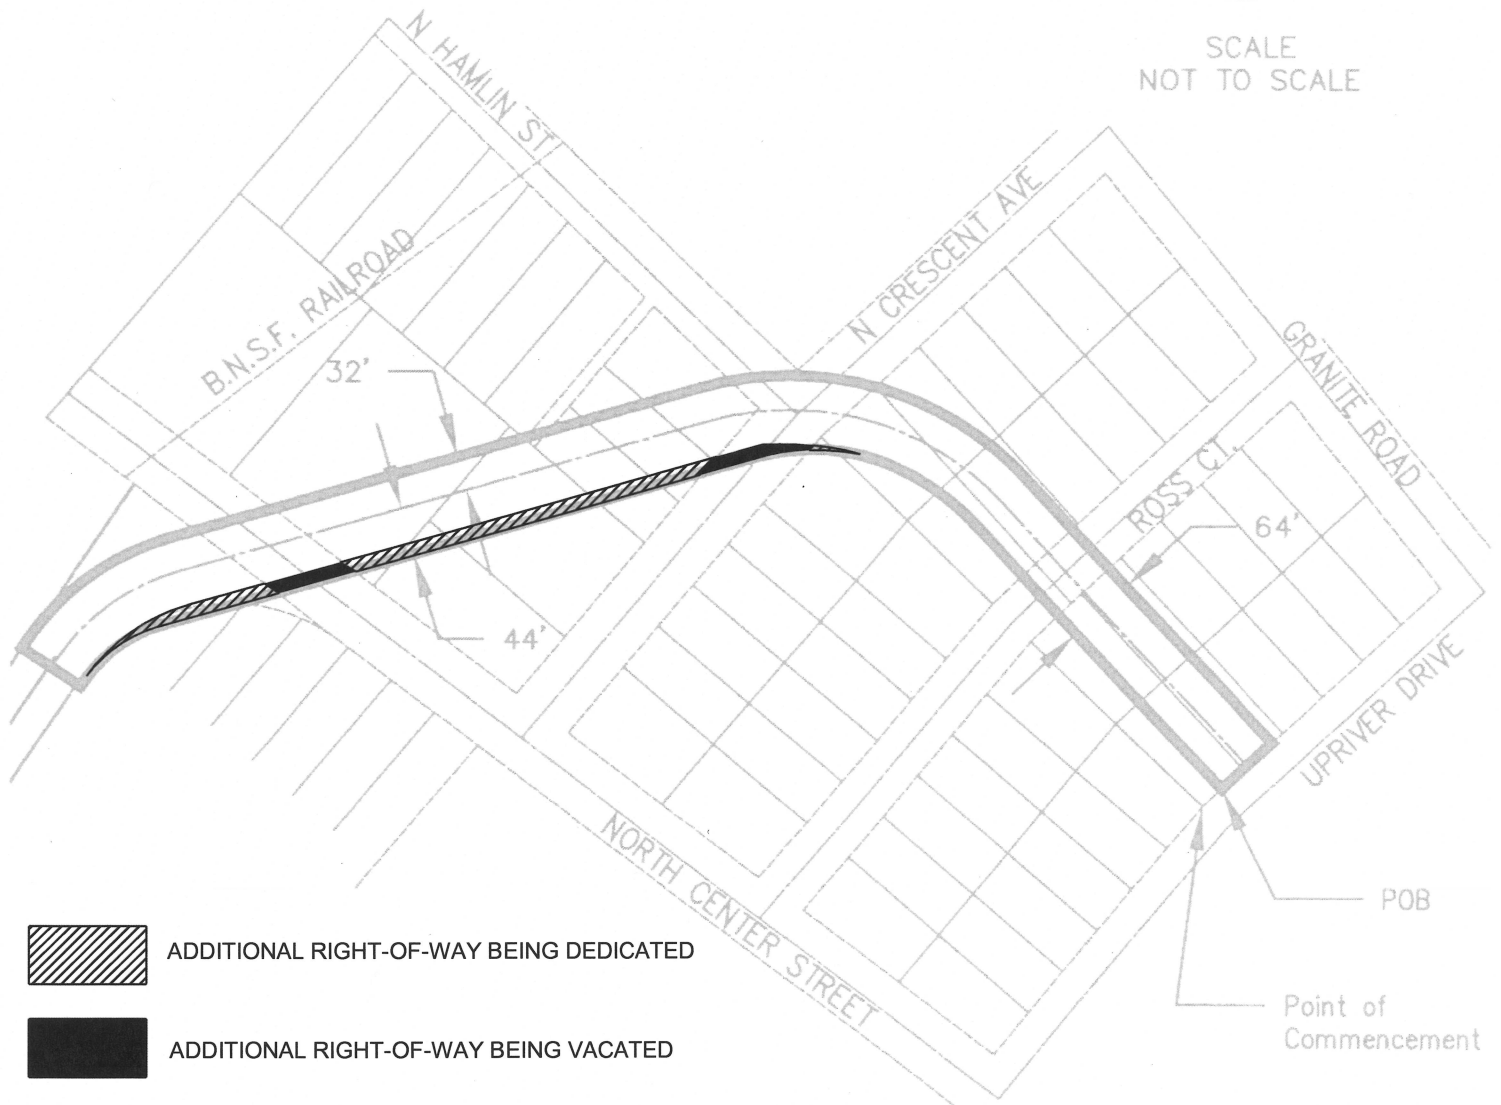 SCALE
NOT TO SCALE
N HAMLIN ST
N CRESCENT AVE
B.N.S.F. RAILROAD
32'
GRANITE ROAD
ROSS CT.
64'
44'
UPRIVER DRIVE
NORTH CENTER STREET
POB
ADDITIONAL RIGHT-OF-WAY BEING DEDICATED
Point of
Commencement
ADDITIONAL RIGHT-OF-WAY BEING VACATED